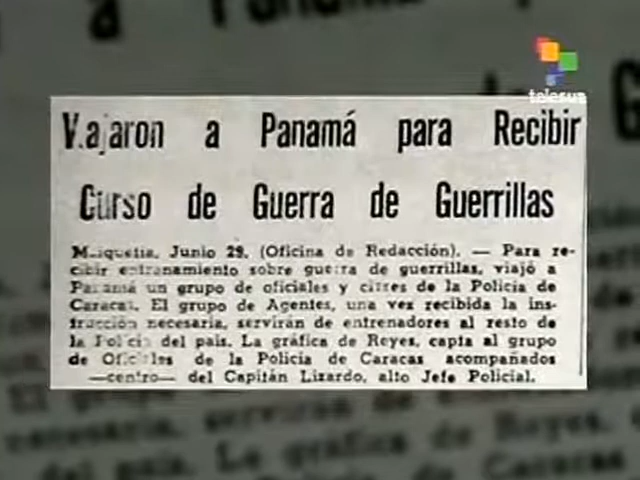 telesur
Viajaron a Panamá para Recibir
Curso de Guerra de Guerrillas
Maiquetia, Junio 29. (Oficina de Redacción). — Para re-
cibir entranamiento sobre guerra de guerrillas, viajó a
Panamá un grupo de oficiales y clases de la Policía de
Caracas. El grupo de Agentes, una vez recibida la ins-
trucción necesaria, servirán de entrenadores al resto de
la Policía del país. La gráfica de Reyes, capta al grupo
de Oficiales de la Policía de Caracas acompañados
—centro— del Capitán Lizardo, alto Jefe Policial.